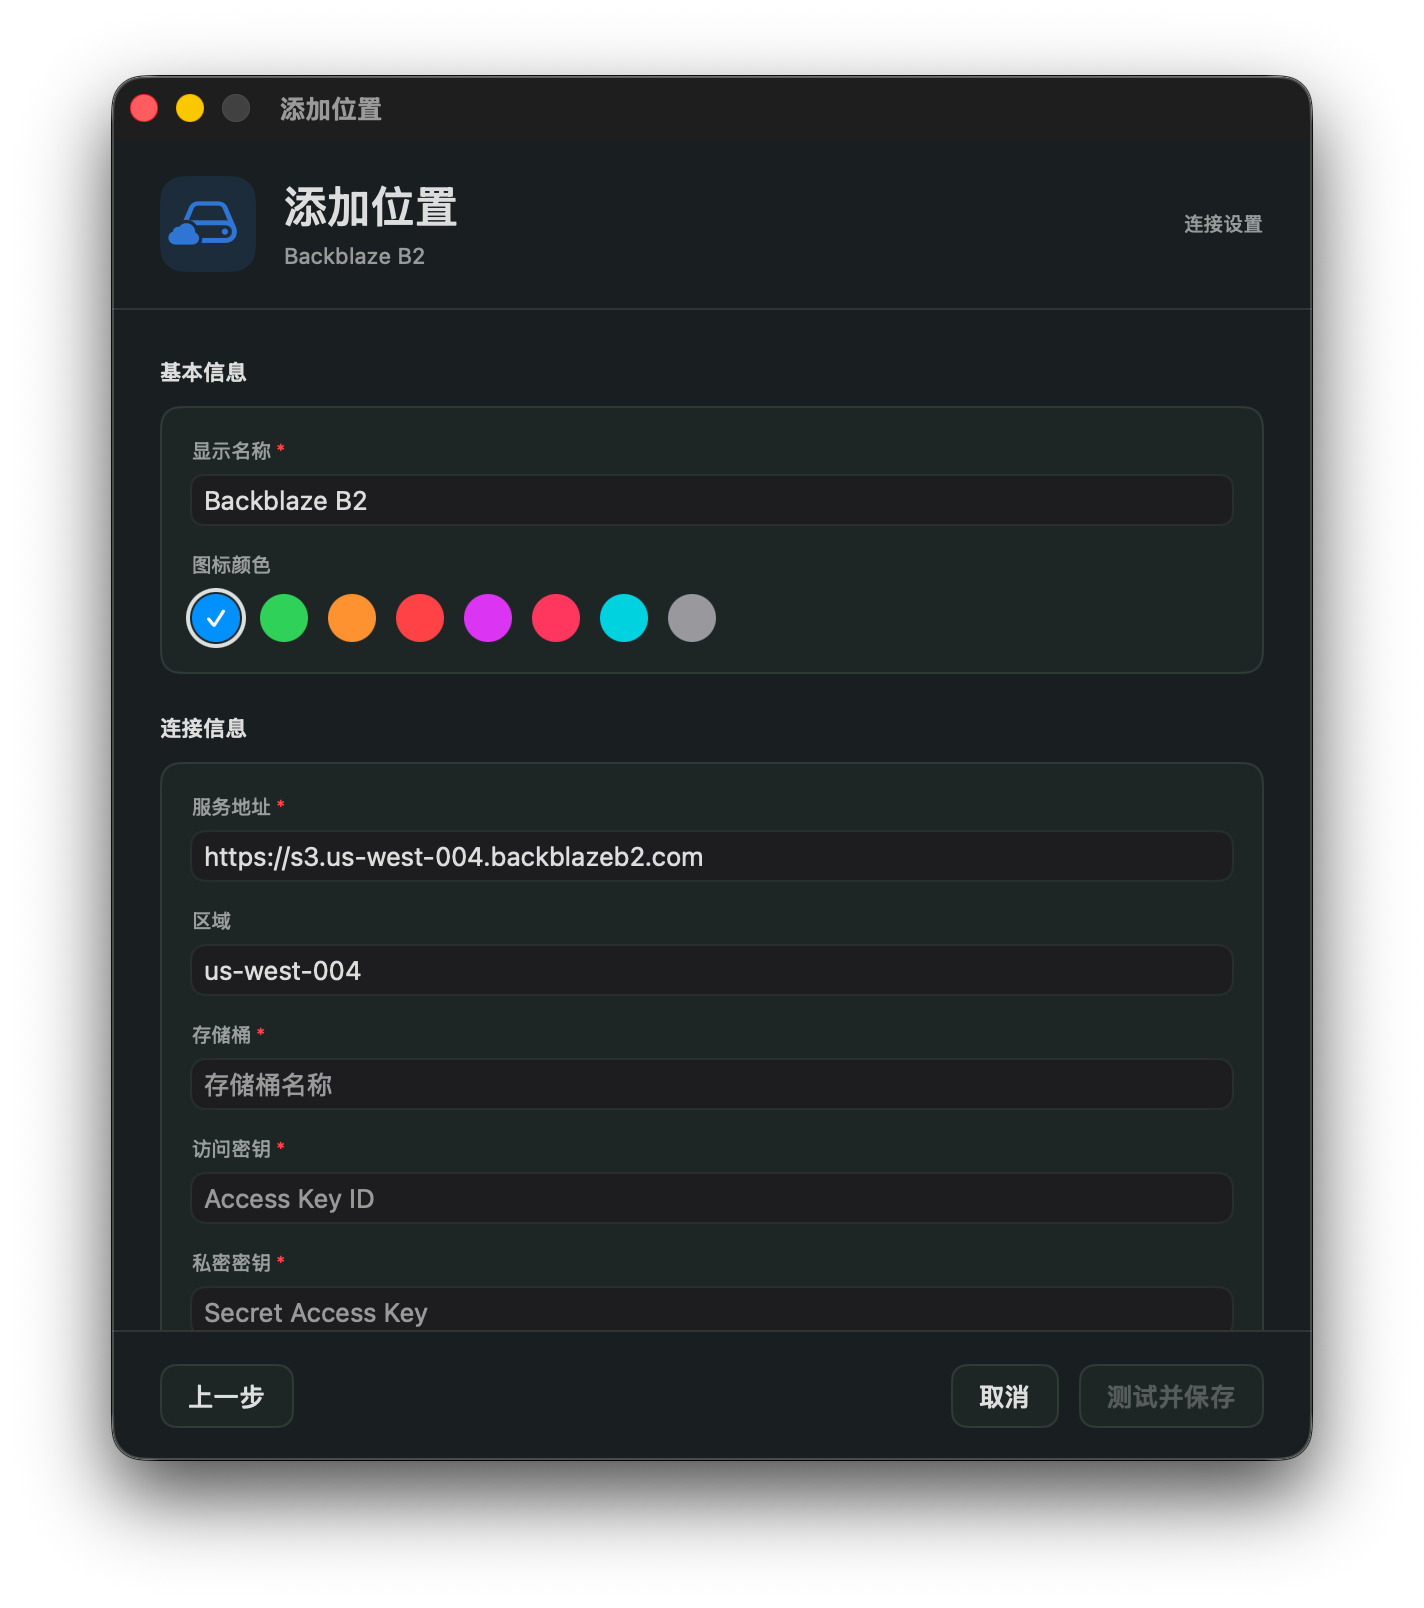 添加位置
添加位置
Backblaze B2
连接设置
基本信息
显示名称 *
Backblaze B2
图标颜色
连接信息
服务地址 *
https://s3.us-west-004.backblazeb2.com
区域
us-west-004
存储桶 *
存储桶名称
访问密钥 *
Access Key ID
私密密钥 *
Secret Access Key
上一步
取消
测试并保存